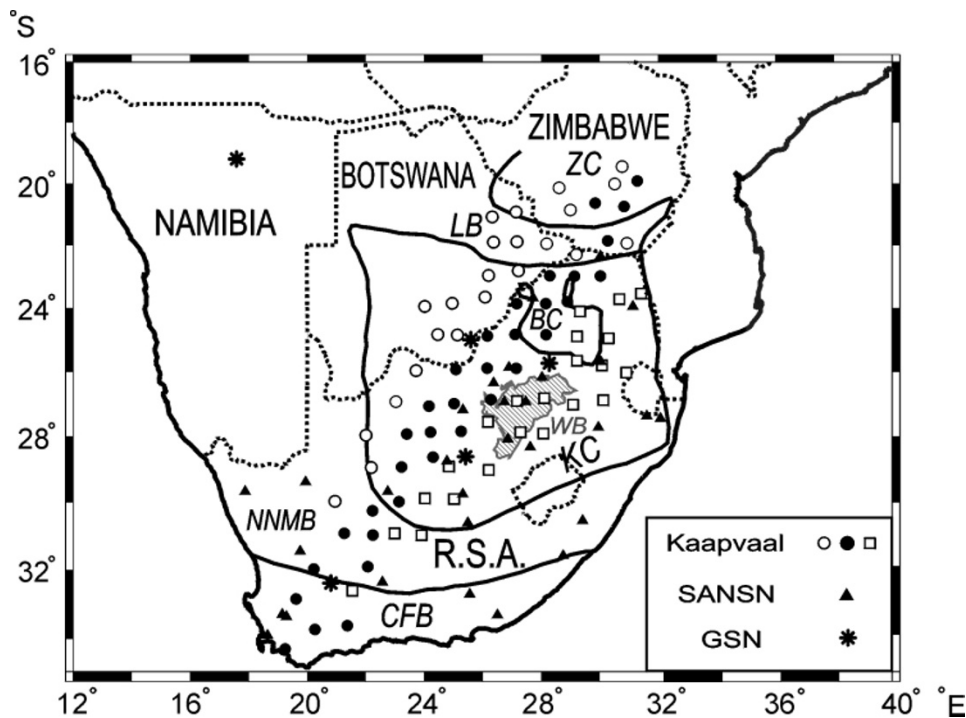 °S
16°
20°
24°
28°
32°
12°
16°
20°
24°
28°
32°
36°
40°
°E
ZIMBABWE
ZC
BOTSWANA
NAMIBIA
LB
BC
WB
KC
NNMB
R.S.A.
CFB
Kaapvaal
SANSN
GSN